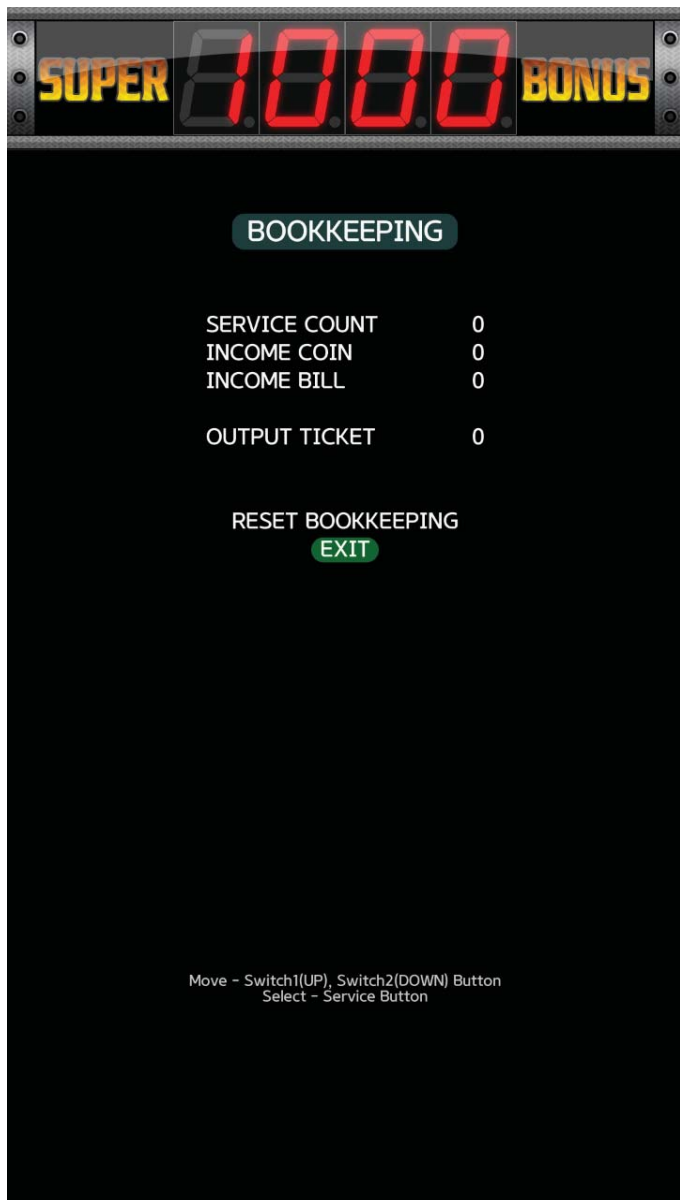 SUPER 1000 BONUS
BOOKKEEPING
SERVICE COUNT 0
INCOME COIN 0
INCOME BILL 0
OUTPUT TICKET 0
RESET BOOKKEEPING
EXIT
Move - Switch1(UP), Switch2(DOWN) Button
Select - Service Button